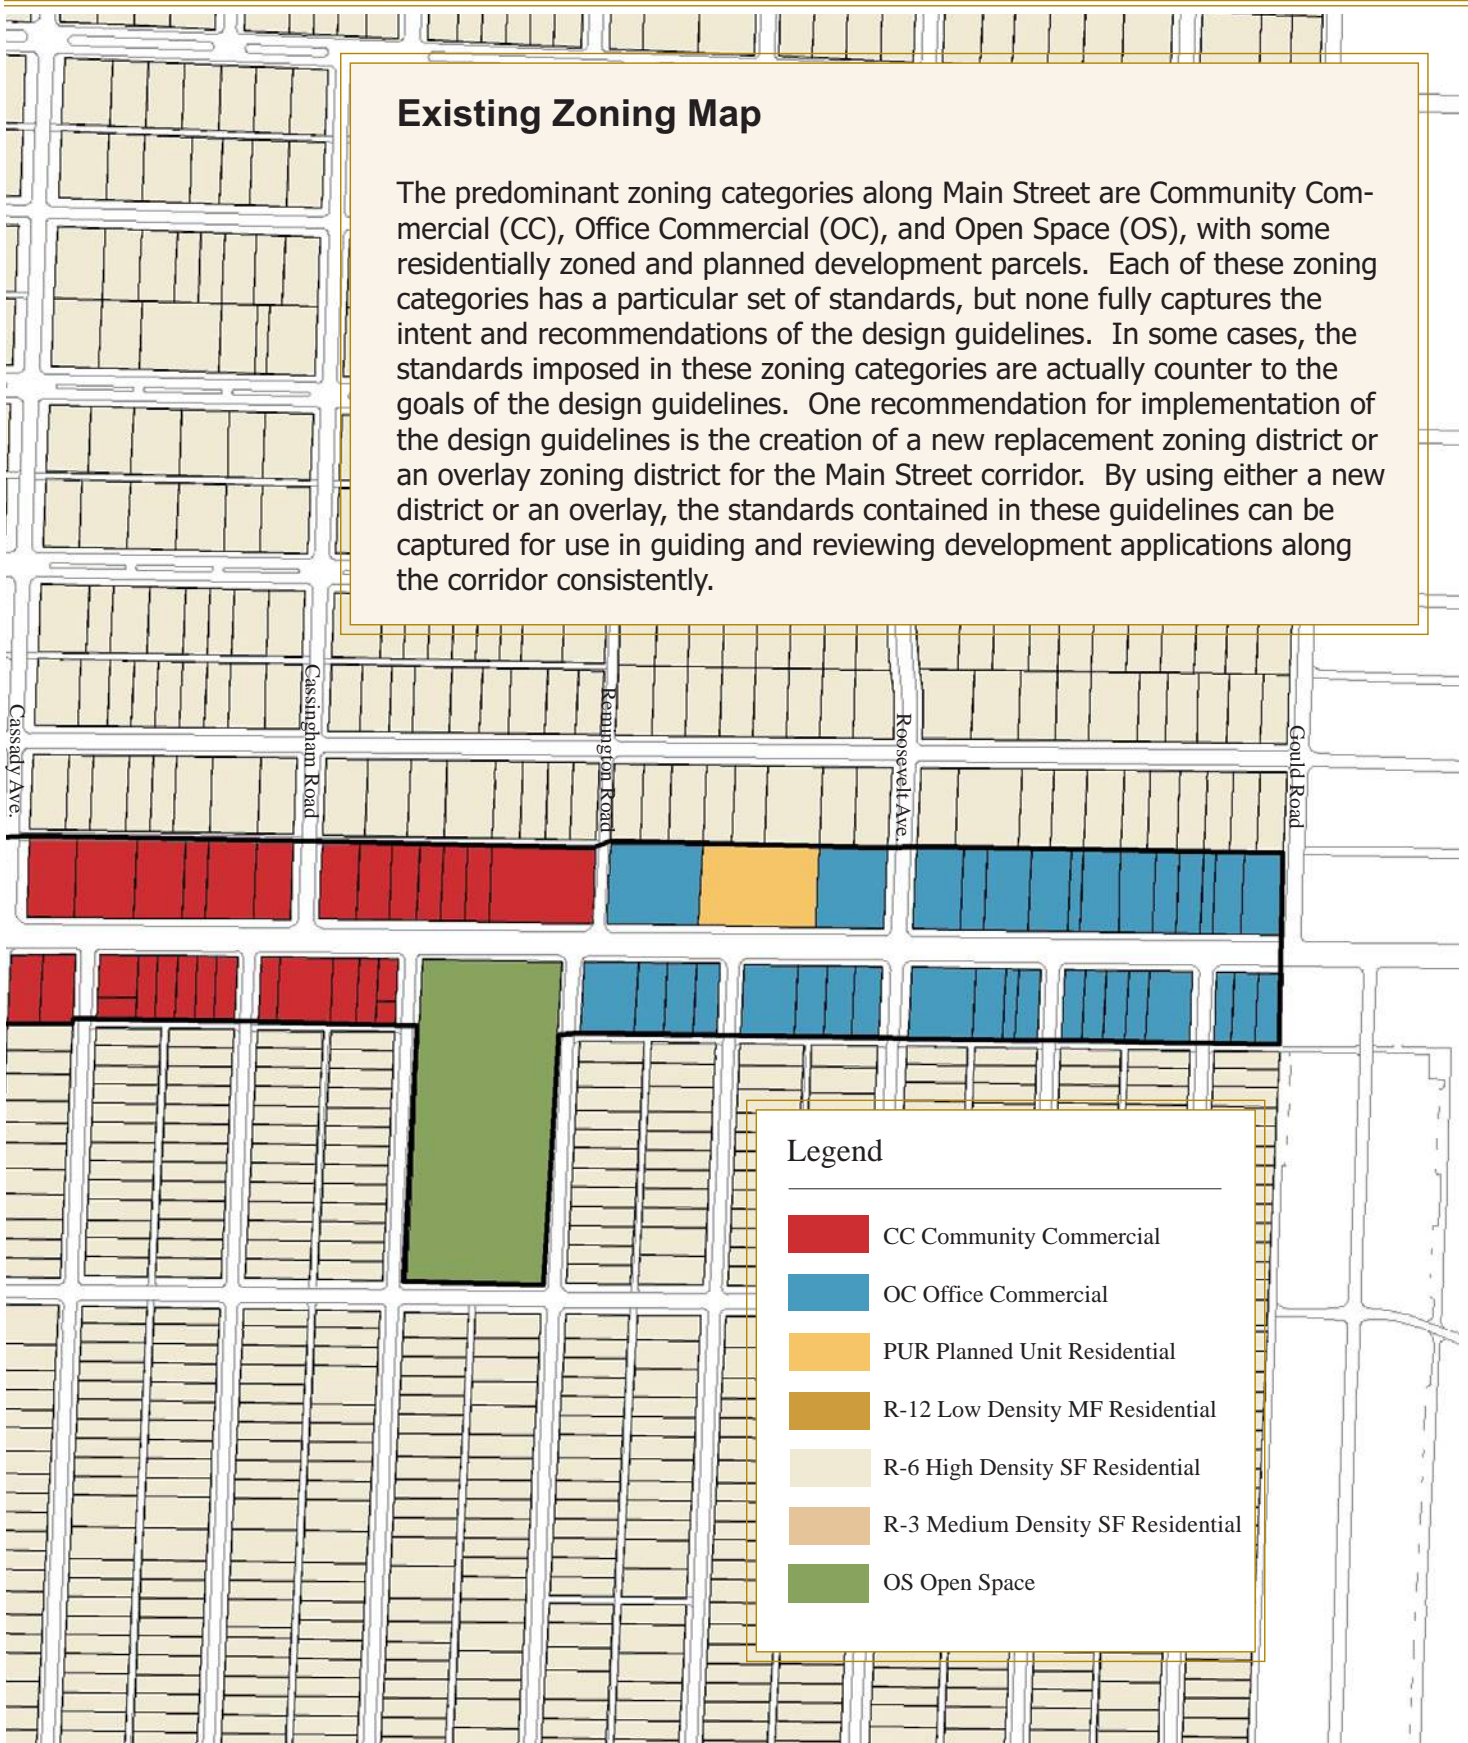 Existing Zoning Map
The predominant zoning categories along Main Street are Community Com-
mercial (CC), Office Commercial (OC), and Open Space (OS), with some
residentially zoned and planned development parcels.  Each of these zoning
categories has a particular set of standards, but none fully captures the
intent and recommendations of the design guidelines.  In some cases, the
standards imposed in these zoning categories are actually counter to the
goals of the design guidelines.  One recommendation for implementation of
the design guidelines is the creation of a new replacement zoning district or
an overlay zoning district for the Main Street corridor.  By using either a new
district or an overlay, the standards contained in these guidelines can be
captured for use in guiding and reviewing development applications along
the corridor consistently.
Cassady Ave.
Cassingham Road
Remington Road
Roosevelt Ave.
Gould Road
Legend
CC Community Commercial
OC Office Commercial
PUR Planned Unit Residential
R-12 Low Density MF Residential
R-6 High Density SF Residential
R-3 Medium Density SF Residential
OS Open Space